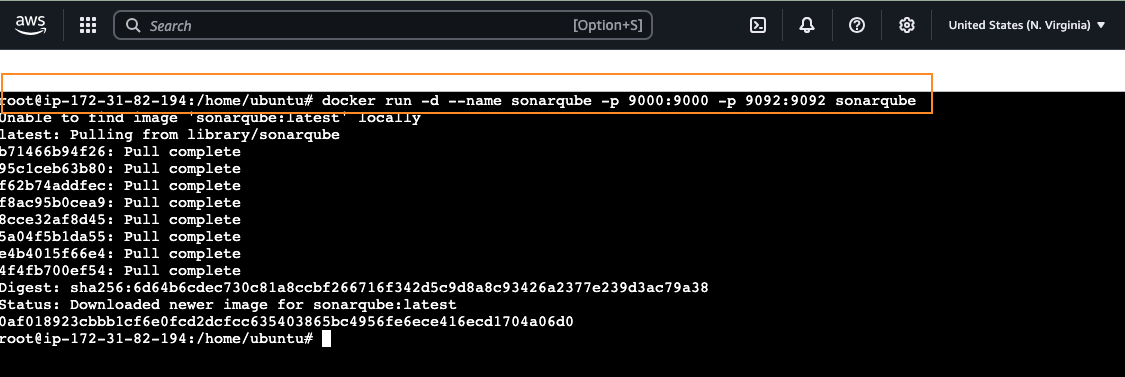 aws
Search
[Option+S]
United States (N. Virginia)
root@ip-172-31-82-194:/home/ubuntu# docker run -d --name sonarqube -p 9000:9000 -p 9092:9092 sonarqube
Unable to find image 'sonarqube:latest' locally
latest: Pulling from library/sonarqube
b71466b94f26: Pull complete
95c1ceb63b80: Pull complete
f62b74addfec: Pull complete
f8ac95b0cea9: Pull complete
8cce32af8d45: Pull complete
5a04f5b1da55: Pull complete
e4b4015f66e4: Pull complete
4f4fb700ef54: Pull complete
Digest: sha256:6d64b6cdec730c81a8ccbf266716f342d5c9d8a8c93426a2377e239d3ac79a38
Status: Downloaded newer image for sonarqube:latest
0af018923cbbb1cf6e0fcd2dcfcc635403865bc4956fe6ece416ecd1704a06d0
root@ip-172-31-82-194:/home/ubuntu#